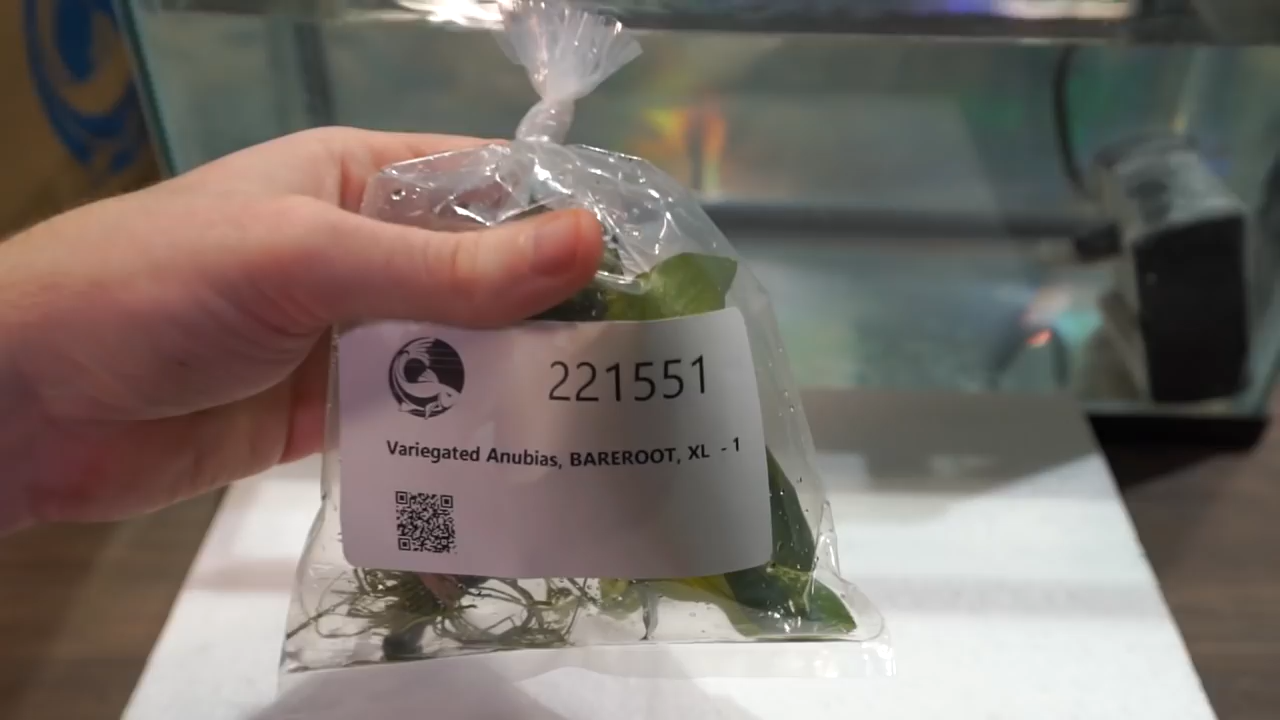 221551
Variegated Anubias, BAREROOT, XL - 1